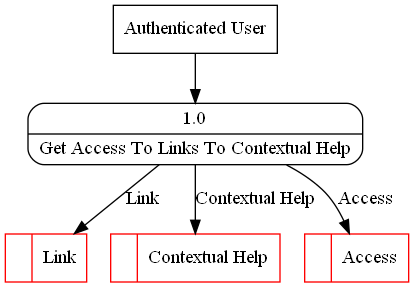 Authenticated User
1.0
Get Access To Links To Contextual Help
Link
Contextual Help
Access
Link
Contextual Help
Access